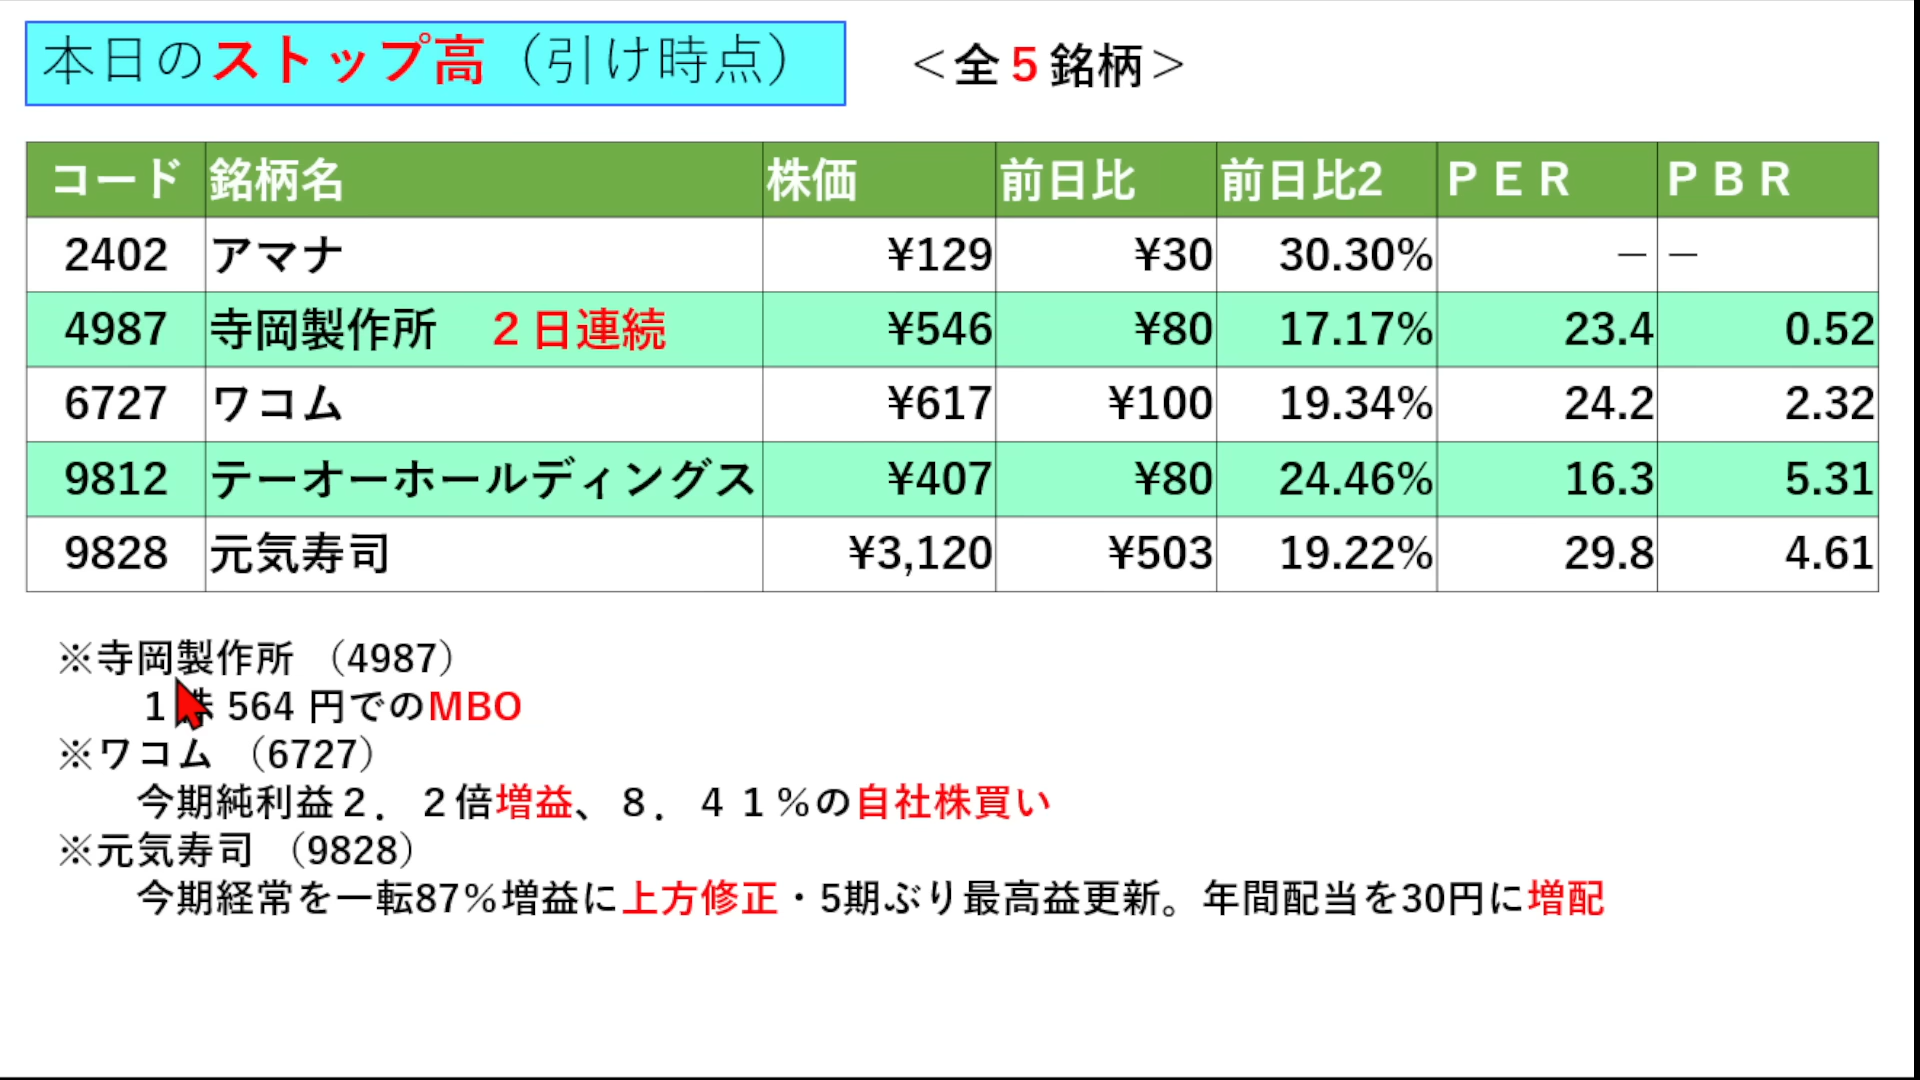 本日のストップ高（引け時点）
＜全５銘柄＞
コード 銘柄名 株価 前日比 前日比2 ＰＥＲ ＰＢＲ
2402 アマナ ¥129 ¥30 30.30% － －
4987 寺岡製作所　２日連続 ¥546 ¥80 17.17% 23.4 0.52
6727 ワコム ¥617 ¥100 19.34% 24.2 2.32
9812 テーオーホールディングス ¥407 ¥80 24.46% 16.3 5.31
9828 元気寿司 ¥3,120 ¥503 19.22% 29.8 4.61
※寺岡製作所 （4987）
１株 564 円でのMBO
※ワコム （6727）
今期純利益２．２倍増益、８．４１％の自社株買い
※元気寿司 （9828）
今期経常を一転87％増益に上方修正・5期ぶり最高益更新。年間配当を30円に増配